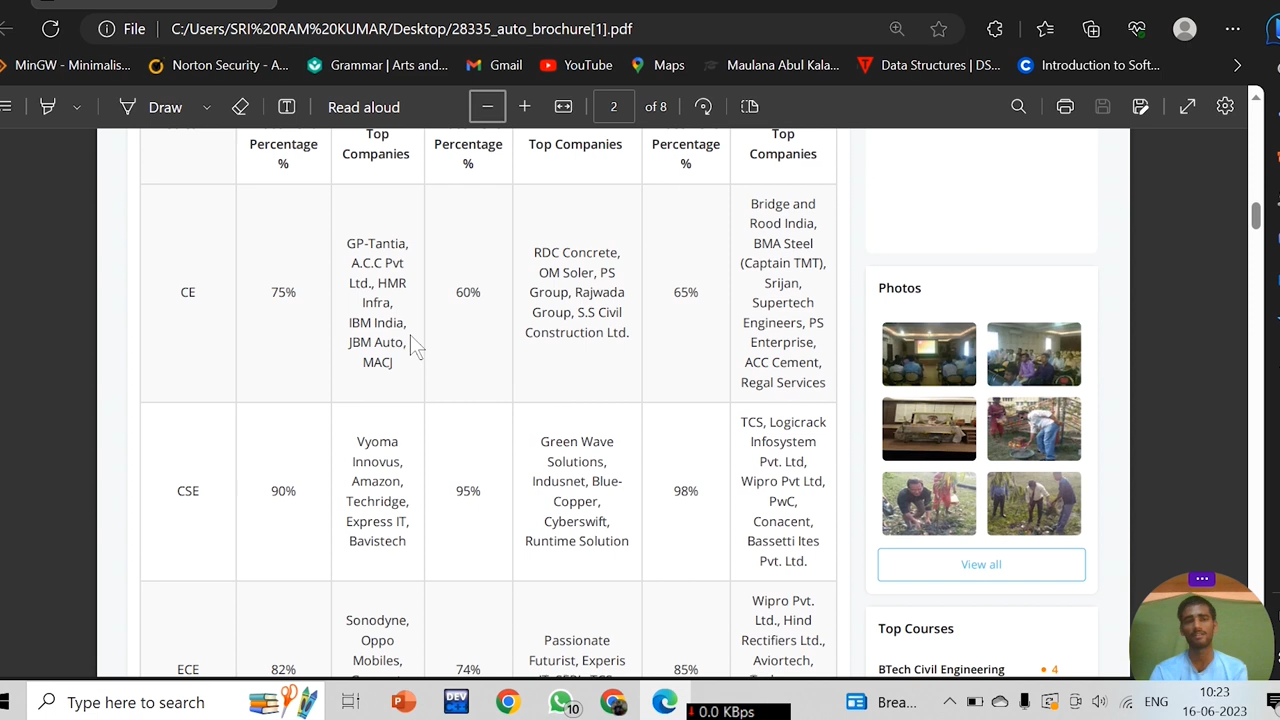 File
C:/Users/SRI%20RAM%20KUMAR/Desktop/28335_auto_brochure[1].pdf
MinGW - Minimalis...
Norton Security - A...
Grammar | Arts and...
Gmail
YouTube
Maps
Maulana Abul Kala...
Data Structures | DS...
Introduction to Soft...
Draw
Read aloud
2
of 8
Percentage
%
Top
Companies
Percentage
%
Top Companies
Percentage
%
Top
Companies
CE
75%
GP-Tantia,
A.C.C Pvt
Ltd., HMR
Infra,
IBM India,
JBM Auto,
MACJ
60%
RDC Concrete,
OM Soler, PS
Group, Rajwada
Group, S.S Civil
Construction Ltd.
65%
Bridge and
Rood India,
BMA Steel
(Captain TMT),
Srijan,
Supertech
Engineers, PS
Enterprise,
ACC Cement,
Regal Services
CSE
90%
Vyoma
Innovus,
Amazon,
Techridge,
Express IT,
Bavistech
95%
Green Wave
Solutions,
Indusnet, Blue-
Copper,
Cyberswift,
Runtime Solution
98%
TCS, Logicrack
Infosystem
Pvt. Ltd,
Wipro Pvt Ltd,
PwC,
Conacent,
Bassetti Ites
Pvt. Ltd.
ECE
82%
Sonodyne,
Oppo
Mobiles,
74%
Passionate
Futurist, Experis
85%
Wipro Pvt.
Ltd., Hind
Rectifiers Ltd.,
Aviortech,
Photos
View all
Top Courses
BTech Civil Engineering
4
Type here to search
DEV
10
Brea...
ENG
10:23
16-06-2023
0.0 KBps